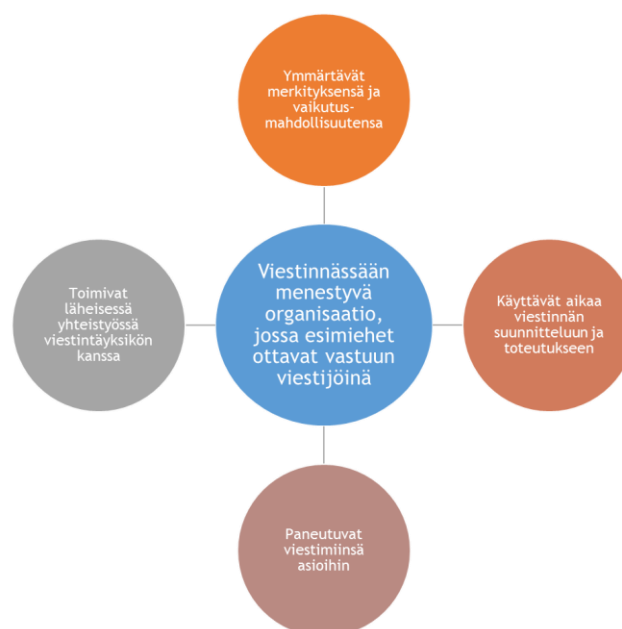 Ymmärtävät
merkityksensä ja
vaikutus-
mahdollisuutensa
Toimivat
läheisessä
yhteistyössä
viestintäyksikön
kanssa
Viestinnässään
menestyvä
organisaatio,
jossa esimiehet
ottavat vastuun
viestijöinä
Käyttävät aikaa
viestinnän
suunnitteluun ja
toteutukseen
Paneutuvat
viestimiinsä
asioihin